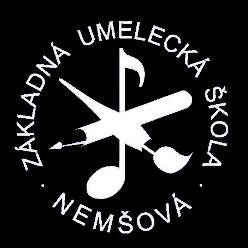 ZÁKLADNÁ UMELECKÁ ŠKOLA
· NEMŠOVÁ ·